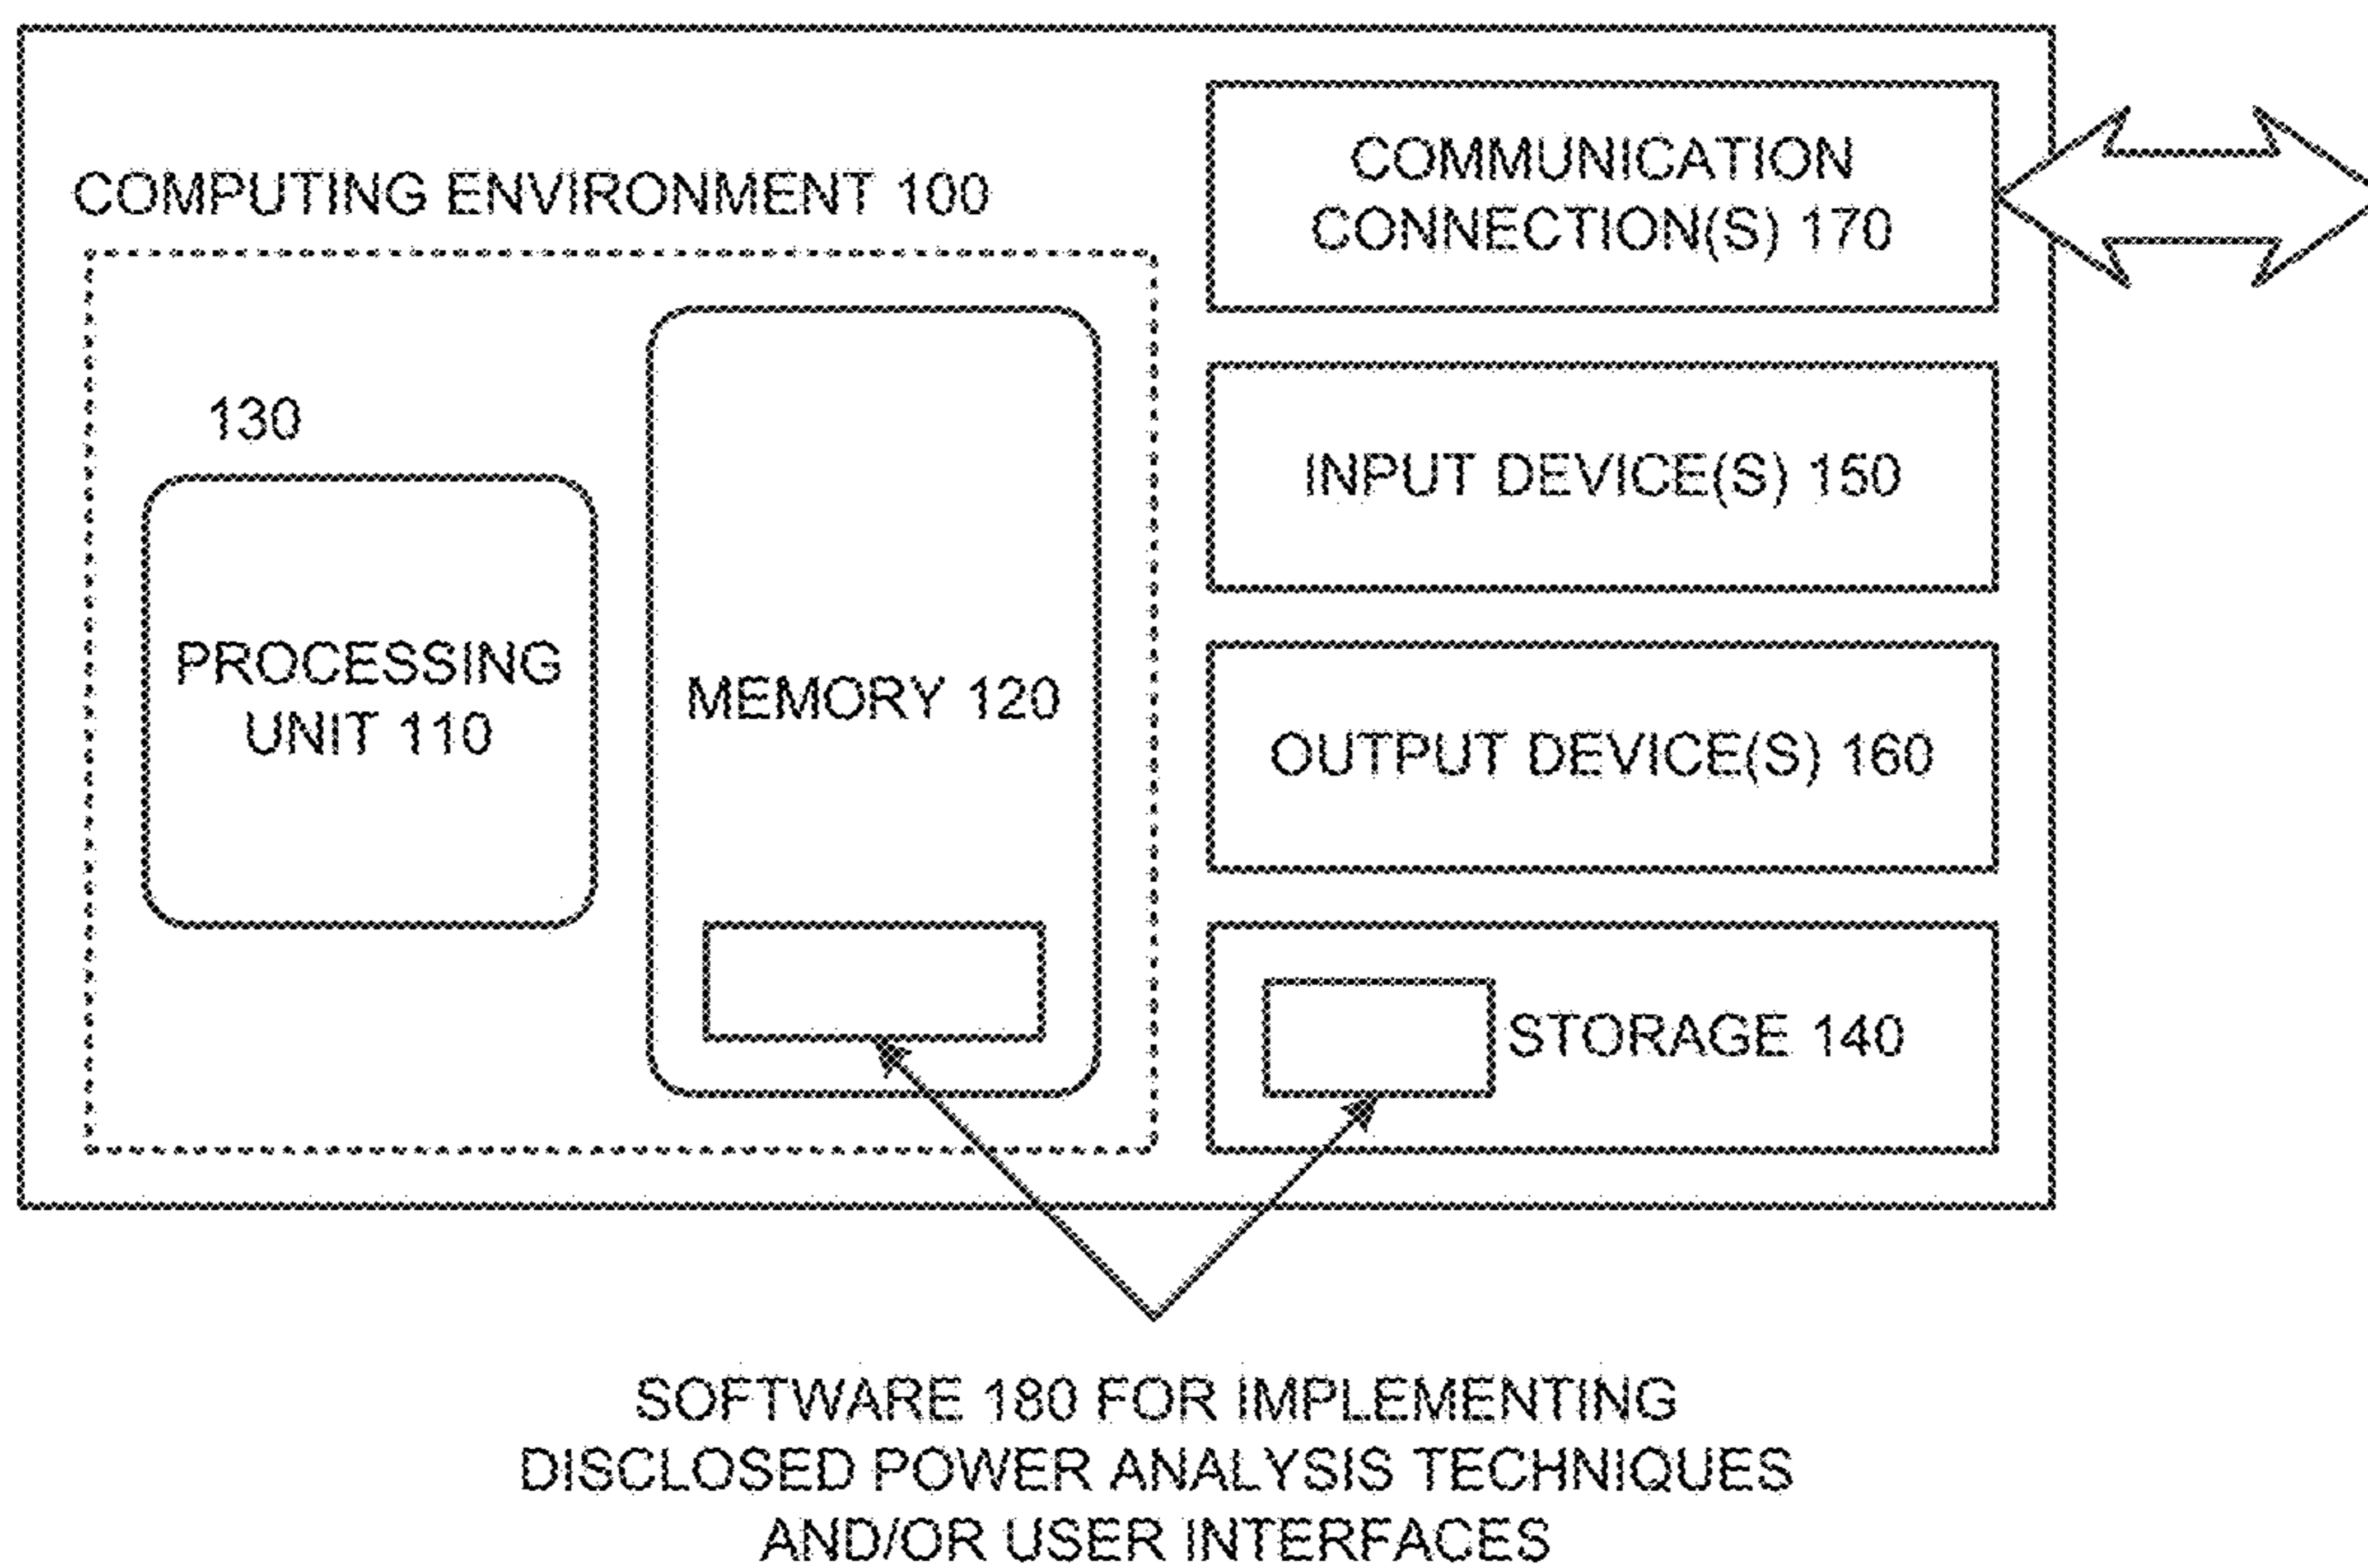 COMPUTING ENVIRONMENT 100
130
PROCESSING
UNIT 110
MEMORY 120
COMMUNICATION
CONNECTION(S) 170
INPUT DEVICE(S) 150
OUTPUT DEVICE(S) 160
STORAGE 140
SOFTWARE 180 FOR IMPLEMENTING
DISCLOSED POWER ANALYSIS TECHNIQUES
AND/OR USER INTERFACES